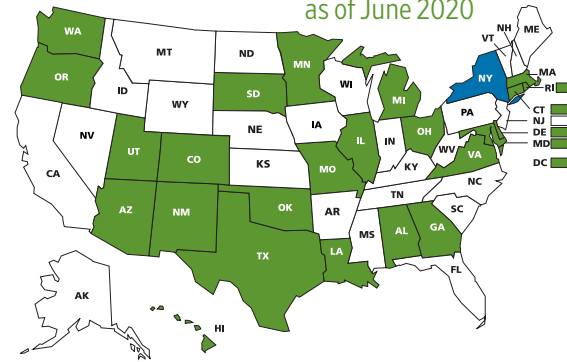 as of June 2020
WA
MT
ND
MN
VT
NH
ME
OR
ID
SD
WI
MI
NY
MA
RI
WY
IA
PA
CT
NJ
NE
IL
IN
OH
DE
NV
UT
CO
KS
MO
KY
WV
VA
MD
DC
CA
AZ
NM
OK
AR
TN
NC
SC
TX
LA
MS
AL
GA
FL
AK
HI